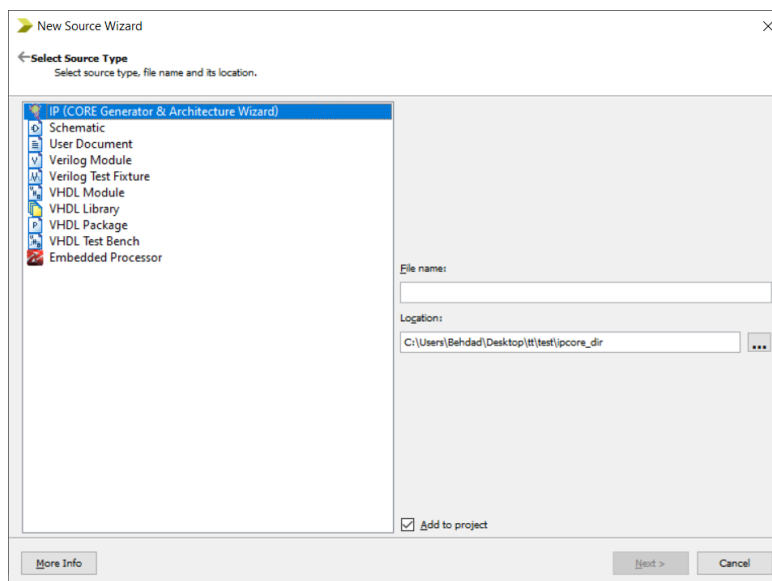 New Source Wizard
Select Source Type
Select source type, file name and its location.
IP (CORE Generator & Architecture Wizard)
Schematic
User Document
Verilog Module
Verilog Test Fixture
VHDL Module
VHDL Library
VHDL Package
VHDL Test Bench
Embedded Processor
File name:
Location:
C:\Users\Behdad\Desktop\tt\test\ipcore_dir
...
Add to project
More Info
Next >
Cancel